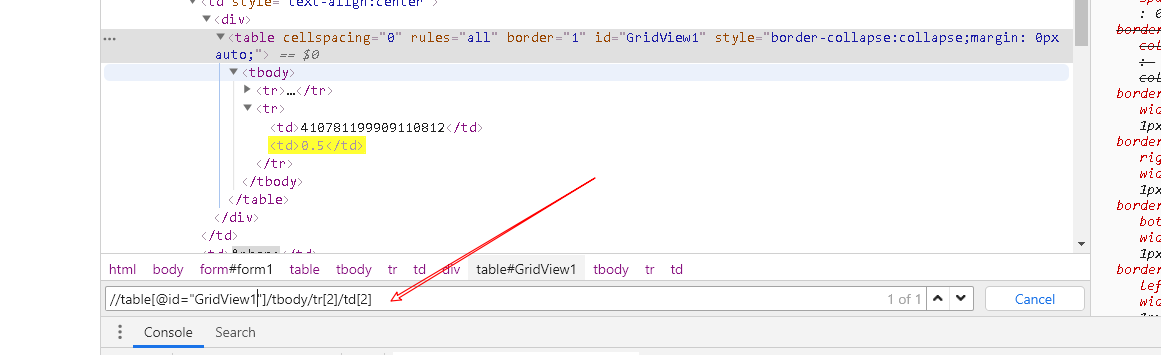 <td style="text-align:center">
▼<div>
… ▼<table cellspacing="0" rules="all" border="1" id="GridView1" style="border-collapse:collapse;margin: 0px
auto;"> == $0
▼<tbody>
▶<tr>…</tr>
▼<tr>
<td>410781199909110812</td>
<td>0.5</td>
</tr>
</tbody>
</table>
</div>
</td>
html body form#form1 table tbody tr td div table#GridView1 tbody tr td
//table[@id="GridView1"]/tbody/tr[2]/td[2] 1 of 1 Cancel
Console Search
: 0
border
col
:
col
border
wid
1px
border
rig
wid
1px
border
bot
wid
1px
border
lef
wid